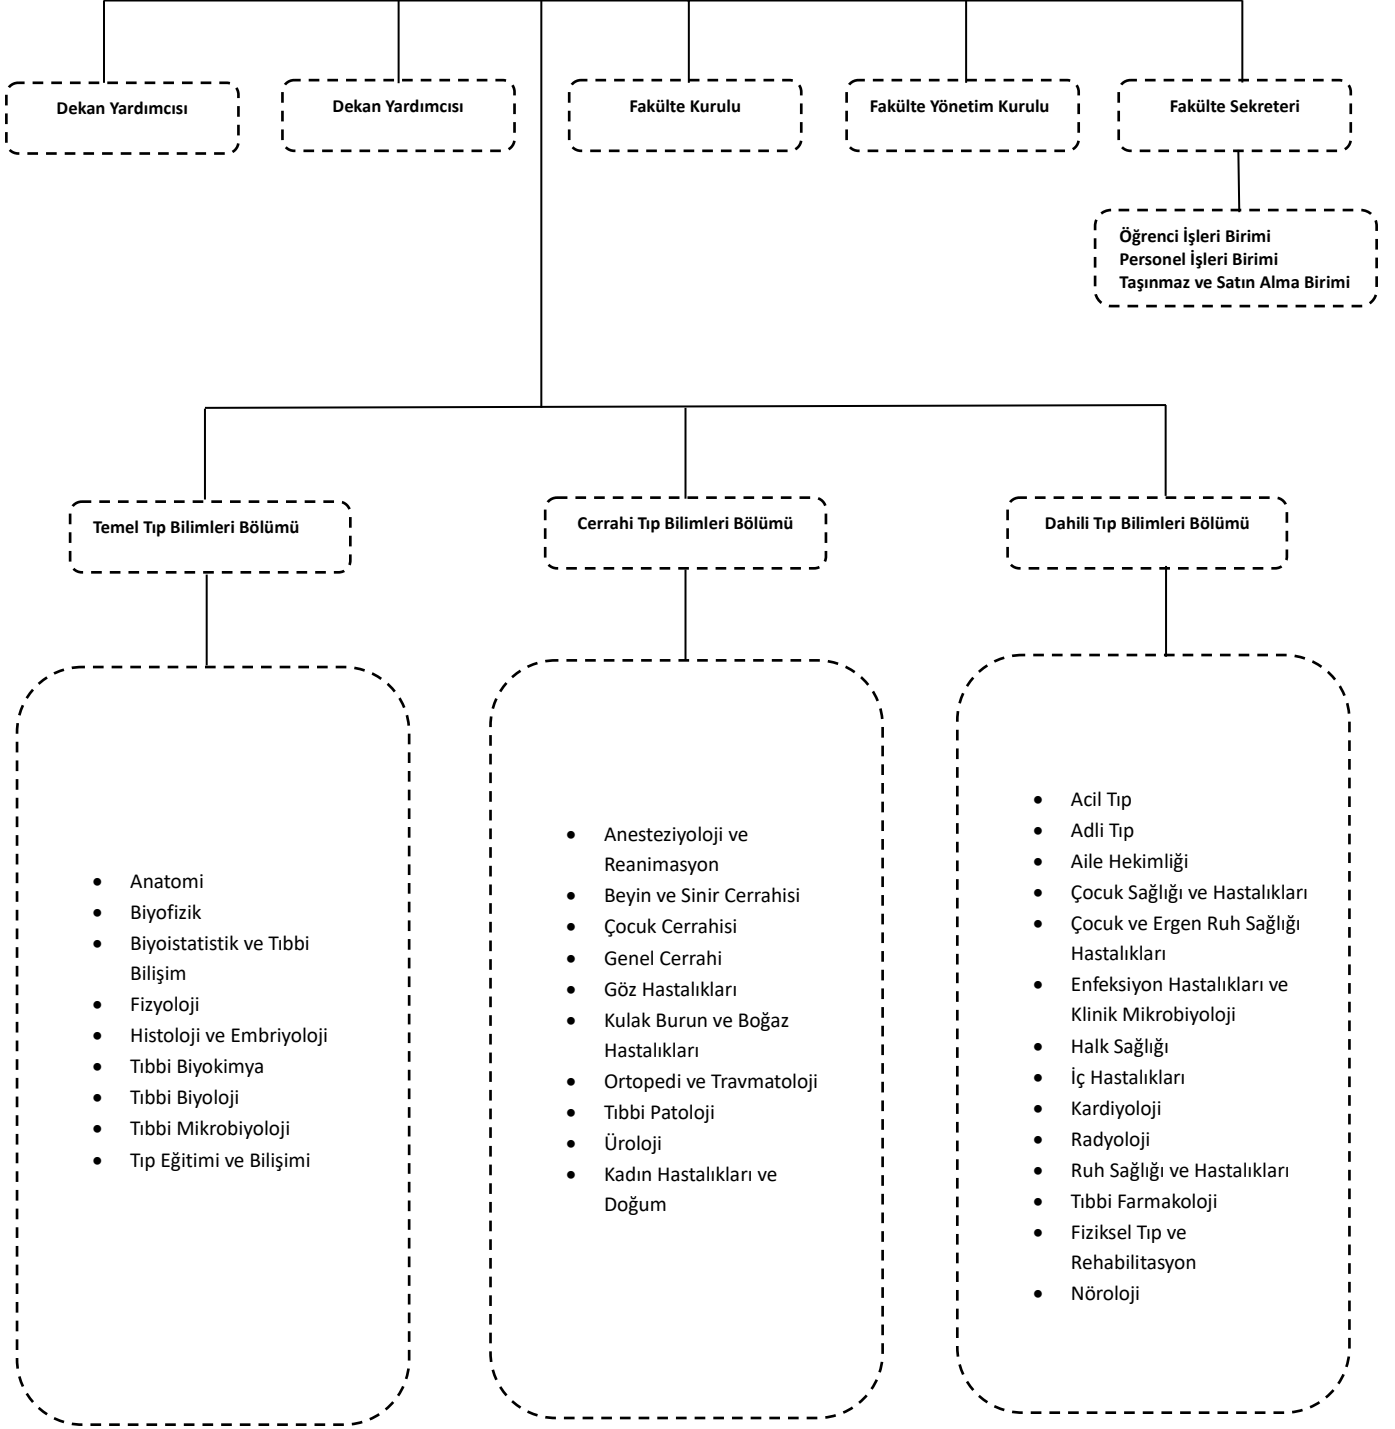 Dekan Yardımcısı
Dekan Yardımcısı
Fakülte Kurulu
Fakülte Yönetim Kurulu
Fakülte Sekreteri
Öğrenci İşleri Birimi
Personel İşleri Birimi
Taşınmaz ve Satın Alma Birimi
Temel Tıp Bilimleri Bölümü
Cerrahi Tıp Bilimleri Bölümü
Dahili Tıp Bilimleri Bölümü
• Anatomi
• Biyofizik
• Biyoistatistik ve Tıbbi
Bilişim
• Fizyoloji
• Histoloji ve Embriyoloji
• Tıbbi Biyokimya
• Tıbbi Biyoloji
• Tıbbi Mikrobiyoloji
• Tıp Eğitimi ve Bilişimi
• Anesteziyoloji ve
Reanimasyon
• Beyin ve Sinir Cerrahisi
• Çocuk Cerrahisi
• Genel Cerrahi
• Göz Hastalıkları
• Kulak Burun ve Boğaz
Hastalıkları
• Ortopedi ve Travmatoloji
• Tıbbi Patoloji
• Üroloji
• Kadın Hastalıkları ve
Doğum
• Acil Tıp
• Adli Tıp
• Aile Hekimliği
• Çocuk Sağlığı ve Hastalıkları
• Çocuk ve Ergen Ruh Sağlığı
Hastalıkları
• Enfeksiyon Hastalıkları ve
Klinik Mikrobiyoloji
• Halk Sağlığı
• İç Hastalıkları
• Kardiyoloji
• Radyoloji
• Ruh Sağlığı ve Hastalıkları
• Tıbbi Farmakoloji
• Fiziksel Tıp ve
Rehabilitasyon
• Nöroloji